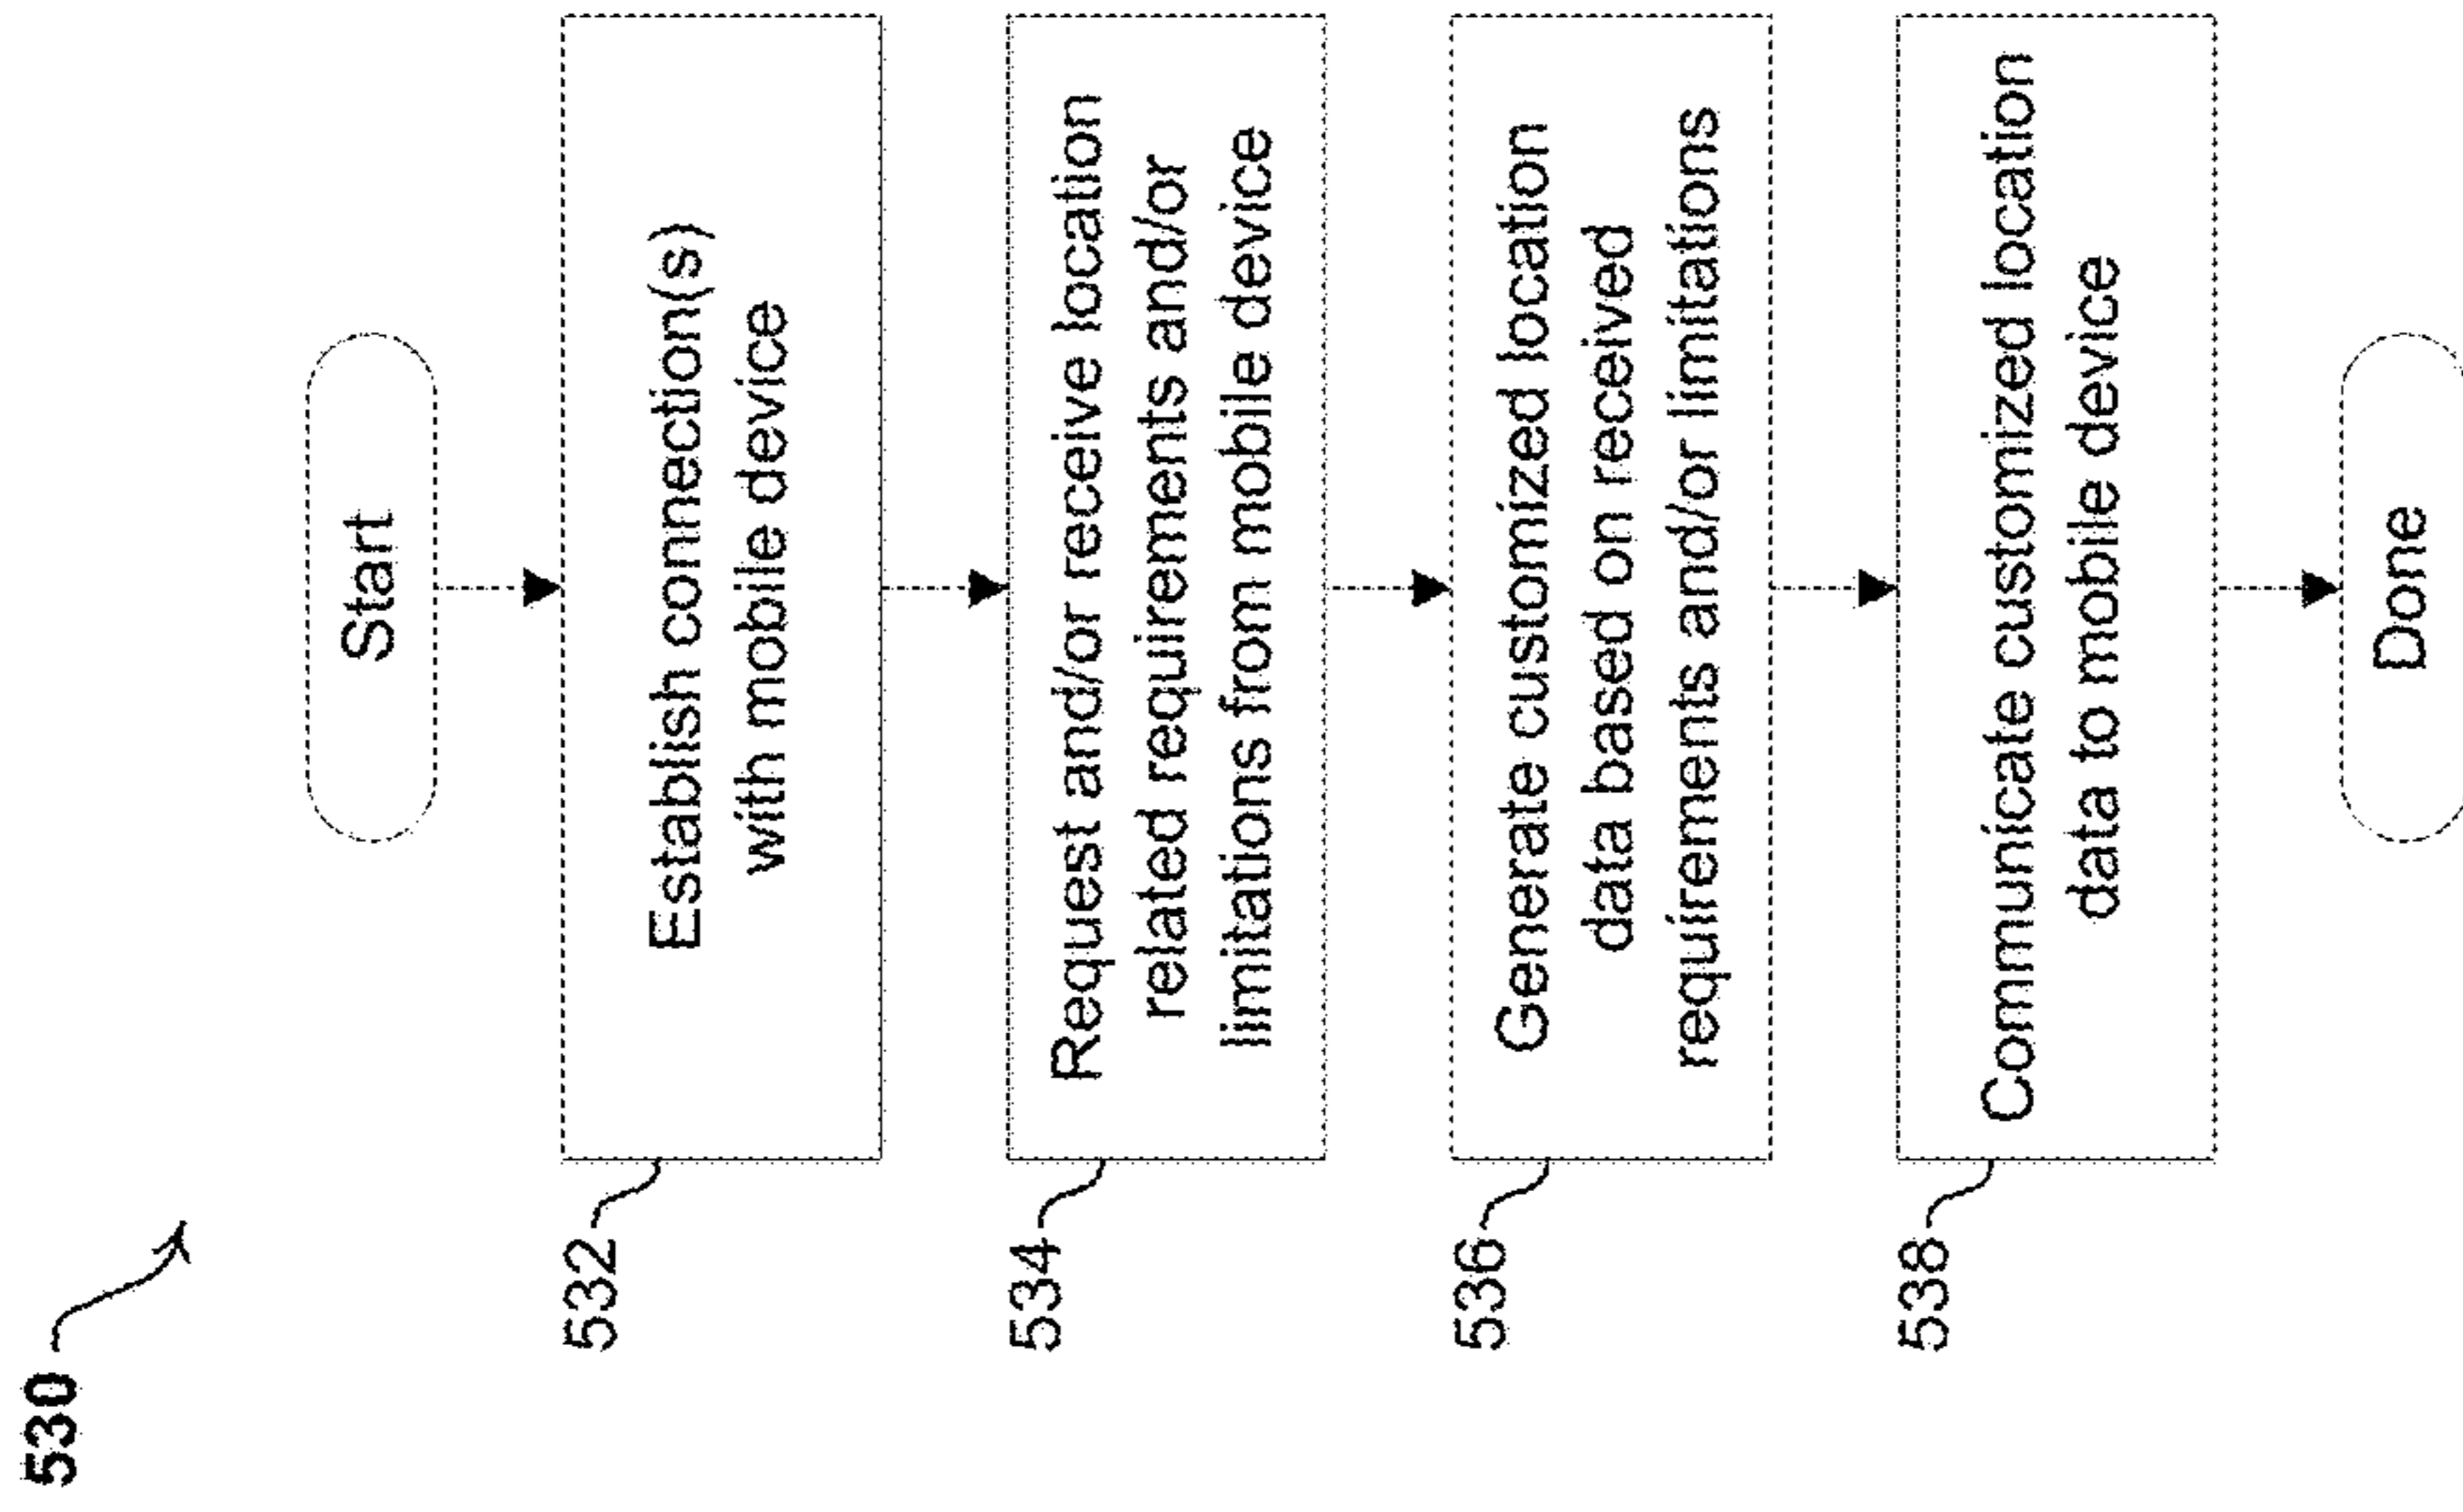 530
Start
532
Establish connection(s)
with mobile device
534
Request and/or receive location
related requirements and/or
limitations from mobile device
536
Generate customized location
data based on received
requirements and/or limitations
538
Communicate customized location
data to mobile device
Done